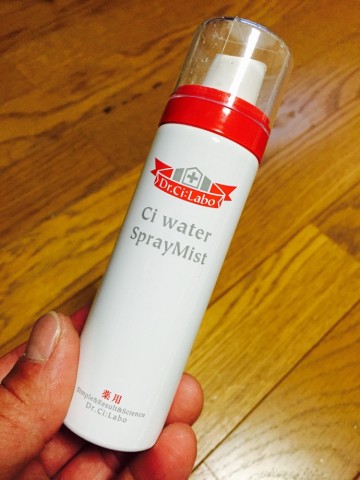 Dr.Ci:Labo
Ci water
SprayMist
薬用
Simple&Result&Science
Dr.Ci:Labo